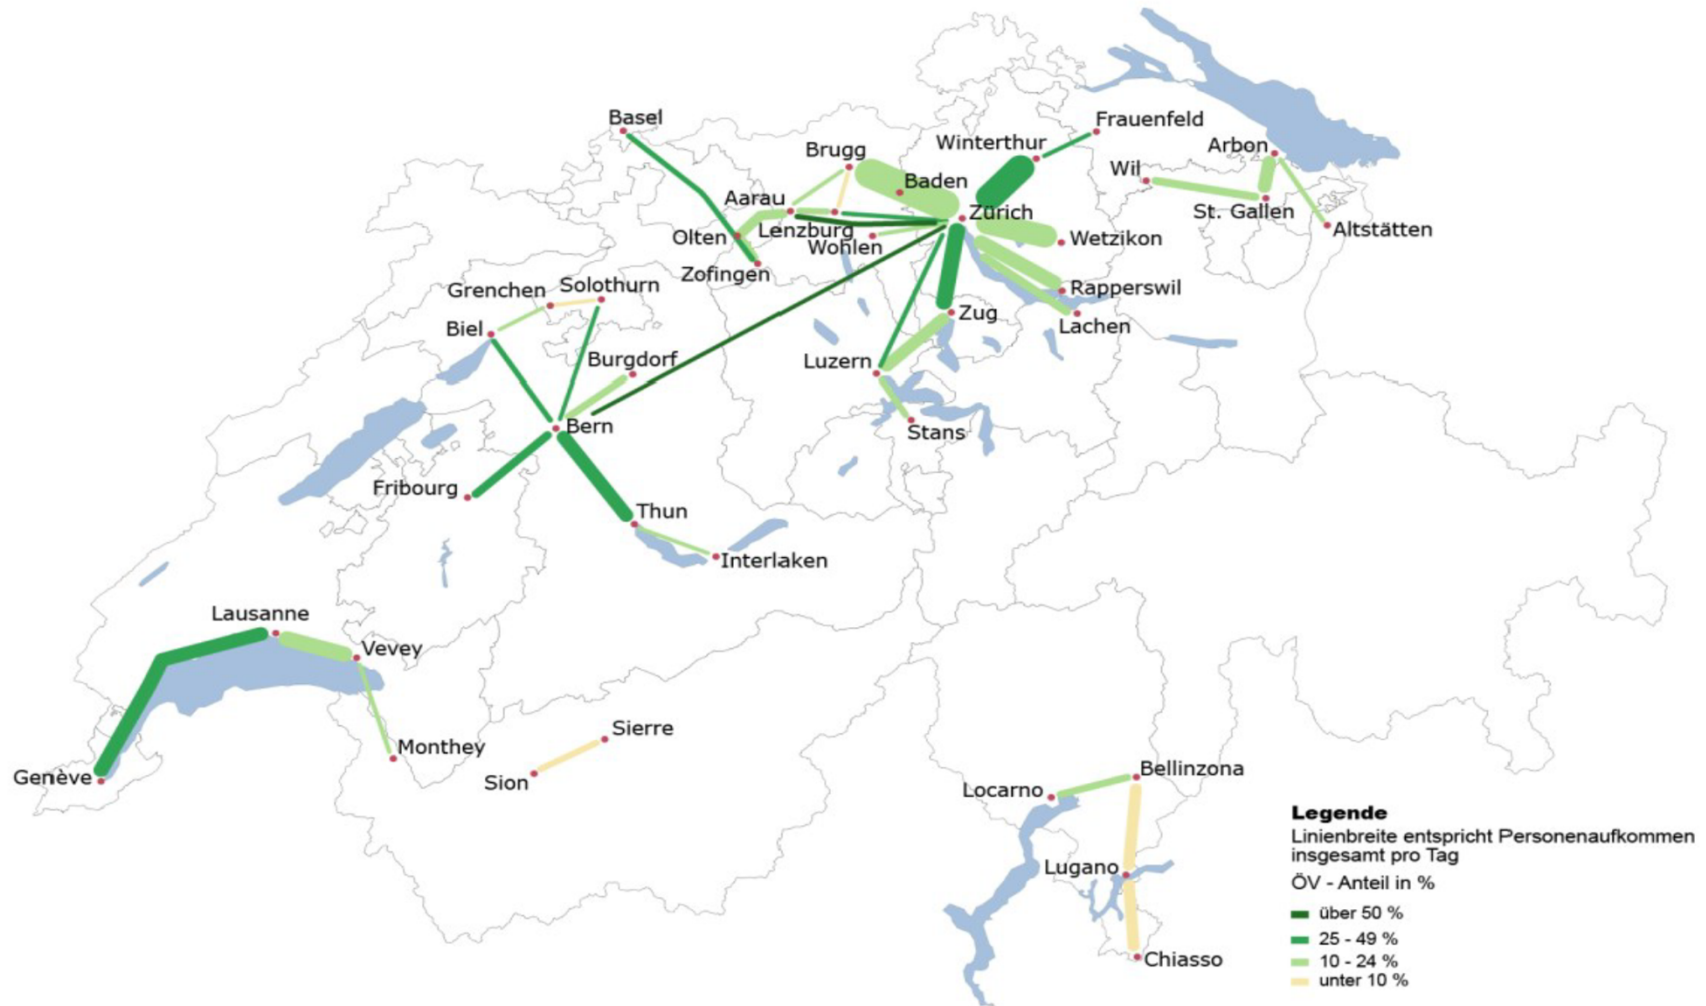 Basel
Frauenfeld
Winterthur
Arbon
Brugg
Wil
Baden
Aarau
Zürich
St. Gallen
Altstätten
Lenzburg
Olten
Wohlen
Wetzikon
Zofingen
Solothurn
Grenchen
Rapperswil
Zug
Lachen
Biel
Burgdorf
Luzern
Bern
Stans
Fribourg
Thun
Interlaken
Lausanne
Vevey
Sierre
Monthey
Genève
Sion
Bellinzona
Locarno
Lugano
Chiasso
Legende
Linienbreite entspricht Personenaufkommen
insgesamt pro Tag
ÖV - Anteil in %
über 50 %
25 - 49 %
10 - 24 %
unter 10 %